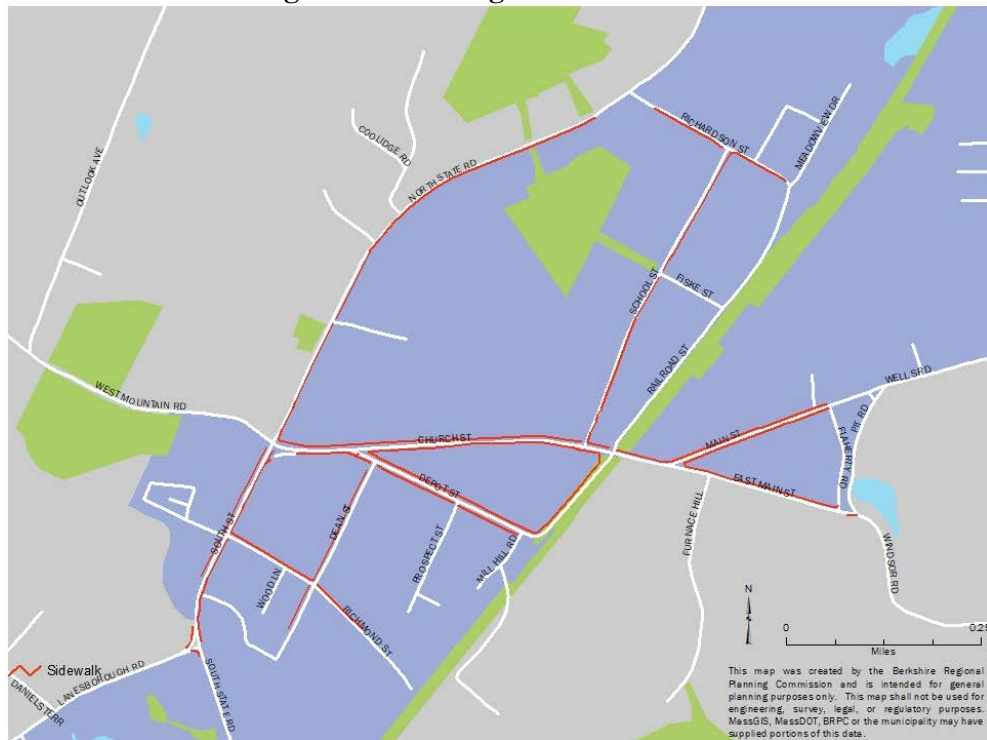 OUTLOOK AVE
COOLIDGE RD
NORTH STATE RD
RICHARDSON ST
MEADOWVIEW DR
SCHOOL ST
FISKE ST
RAILROAD ST
WEST MOUNTAIN RD
CHURCH ST
MAIN ST
WELLS RD
PIE RD
FLAHERTY RD
EAST MAIN ST
DEPOT ST
SOUTH ST
DEAN ST
PROSPECT ST
MILL HILL RD
FURNACE HILL
WINDSOR RD
WOOD LN
RICHMOND ST
LANESBOROUGH RD
SOUTH STATE RD
DANIELS TERR
Sidewalk
N
0 0.25
Miles
This map was created by the Berkshire Regional
Planning Commission and is intended for general
planning purposes only. This map shall not be used for
engineering, survey, legal, or regulatory purposes.
MassGIS, MassDOT, BRPC or the municipality may have
supplied portions of this data.